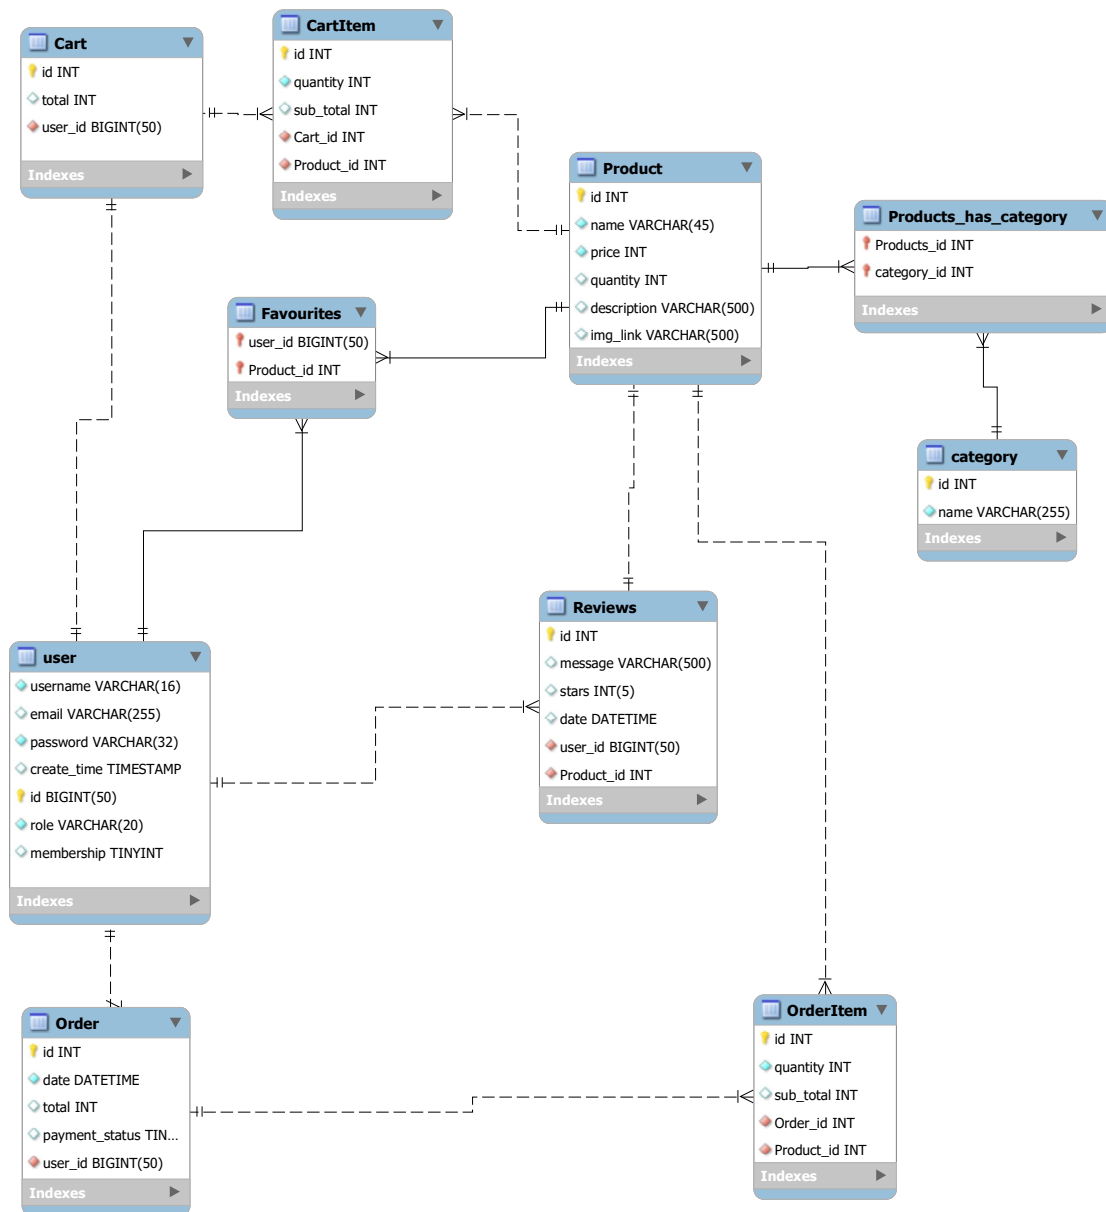 Cart
id INT
total INT
user_id BIGINT(50)
Indexes
CartItem
id INT
quantity INT
sub_total INT
Cart_id INT
Product_id INT
Indexes
Product
id INT
name VARCHAR(45)
price INT
quantity INT
description VARCHAR(500)
img_link VARCHAR(500)
Indexes
Products_has_category
Products_id INT
category_id INT
Indexes
Favourites
user_id BIGINT(50)
Product_id INT
Indexes
category
id INT
name VARCHAR(255)
Indexes
Reviews
id INT
message VARCHAR(500)
stars INT(5)
date DATETIME
user_id BIGINT(50)
Product_id INT
Indexes
user
username VARCHAR(16)
email VARCHAR(255)
password VARCHAR(32)
create_time TIMESTAMP
id BIGINT(50)
role VARCHAR(20)
membership TINYINT
Indexes
Order
id INT
date DATETIME
total INT
payment_status TIN...
user_id BIGINT(50)
Indexes
OrderItem
id INT
quantity INT
sub_total INT
Order_id INT
Product_id INT
Indexes